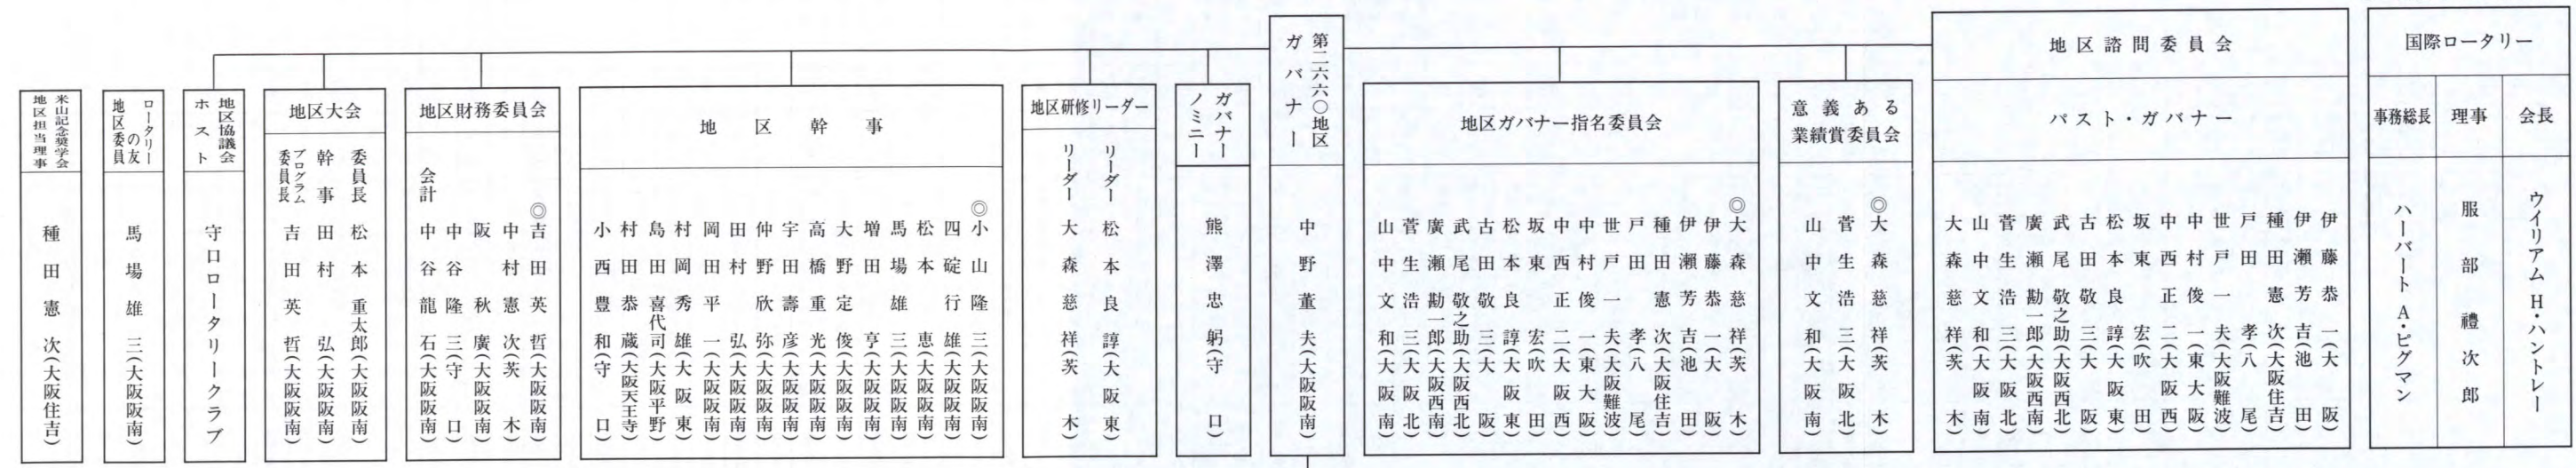 国際ロータリー
会長
ウイリアム H・ハントレー
理事
服部禮次郎
事務総長
ハーバート A・ピグマン
地区諮問委員会
パスト・ガバナー
伊藤恭一(大阪)
伊瀬芳吉(池田)
種田憲次(大阪住吉)
戸田孝(八尾)
世戸一夫(大阪難波)
中村俊一(東大阪)
中西正二(大阪西)
坂東宏(吹田)
松本良諄(大阪東)
古田敬三(大阪)
武尾敬之助(大阪西北)
廣瀬勘一郎(大阪西南)
菅生浩三(大阪北)
山中文和(大阪南)
大森慈祥(茨木)
意義ある
業績賞委員会
◎大森慈祥(茨木)
菅生浩三(大阪北)
山中文和(大阪南)
地区ガバナー指名委員会
◎大森慈祥(茨木)
伊藤恭一(大阪)
伊瀬芳吉(池田)
種田憲次(大阪住吉)
戸田孝(八尾)
世戸一夫(大阪難波)
中村俊一(東大阪)
中西正二(大阪西)
坂東宏(吹田)
松本良諄(大阪東)
古田敬三(大阪)
武尾敬之助(大阪西北)
廣瀬勘一郎(大阪西南)
菅生浩三(大阪北)
山中文和(大阪南)
第二六六〇地区
ガバナー
中野董夫(大阪阪南)
ガバナー
ノミニー
熊澤忠躬(守口)
地区研修リーダー
リーダー 松本良諄(大阪東)
リーダー 大森慈祥(茨木)
地区幹事
◎小山隆三(大阪阪南)
四碇行雄(大阪阪南)
松本恵(大阪阪南)
馬場雄三(大阪阪南)
増田亨(大阪阪南)
大野定俊(大阪阪南)
高橋重光(大阪阪南)
宇田壽彦(大阪阪南)
仲野欣弥(大阪阪南)
田村弘(大阪阪南)
岡田平一(大阪阪南)
村岡秀雄(大阪東)
島田喜代司(大阪平野)
村田恭蔵(大阪天王寺)
小西豊和(守口)
地区財務委員会
◎吉田英哲(大阪阪南)
中村憲次(茨木)
阪秋廣(大阪阪南)
中谷隆三(守口)
会計 中谷龍石(大阪阪南)
地区大会
委員長 松本重太郎(大阪阪南)
幹事 田村弘(大阪阪南)
プログラム
委員長 吉田英哲(大阪阪南)
地区協議会
ホスト
守口ロータリークラブ
ロータリー
の友
地区委員
馬場雄三(大阪阪南)
米山記念奨学会
地区担当理事
種田憲次(大阪住吉)